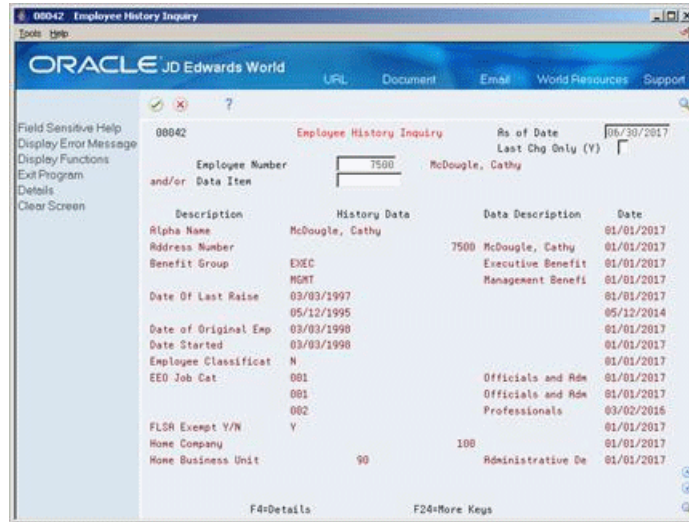 08042 Employee History Inquiry
Tools Help
ORACLE JD Edwards World
URL Document Email World Resources Support
?
Field Sensitive Help
Display Error Message
Display Functions
Exit Program
Details
Clear Screen
08042 Employee History Inquiry As of Date 06/30/2017
Last Chg Only (Y)
Employee Number 7500 McDougle, Cathy
and/or Data Item
Description History Data Data Description Date
Alpha Name McDougle, Cathy 01/01/2017
Address Number 7500 McDougle, Cathy 01/01/2017
Benefit Group EXEC Executive Benefit 01/01/2017
MGMT Management Benefi 01/01/2017
Date Of Last Raise 03/03/1997 01/01/2017
05/12/1995 05/12/2014
Date of Original Emp 03/03/1998 01/01/2017
Date Started 03/03/1998 01/01/2017
Employee Classificat N 01/01/2017
EEO Job Cat 001 Officials and Adm 01/01/2017
001 Officials and Adm 01/01/2017
002 Professionals 03/02/2016
FLSA Exempt Y/N Y 01/01/2017
Home Company 100 01/01/2017
Home Business Unit 90 Administrative De 01/01/2017
F4=Details F24=More Keys